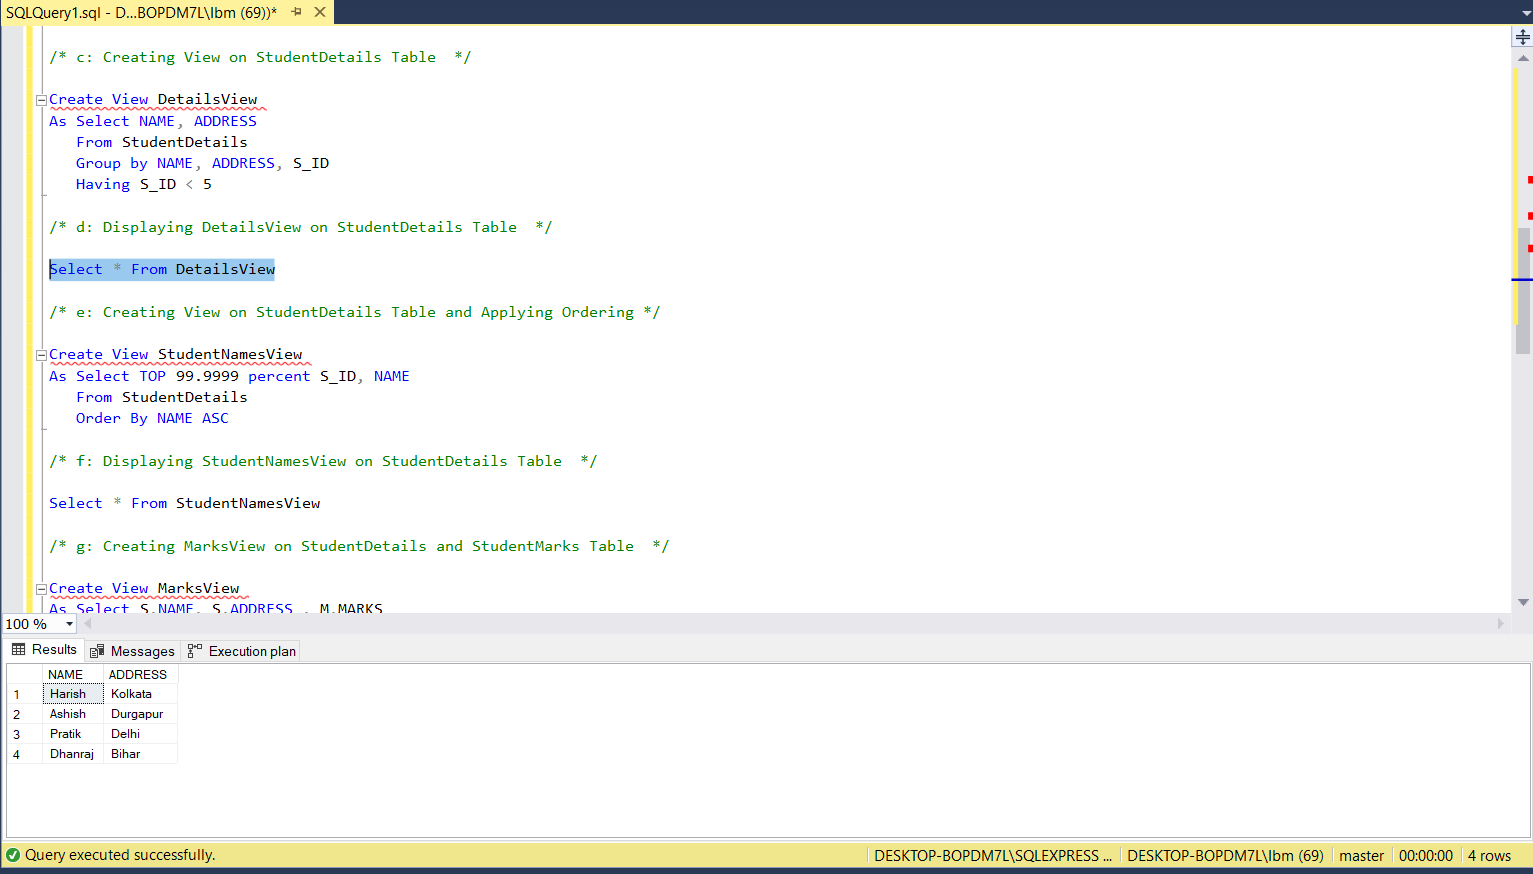 SQLQuery1.sql - D...BOPDM7L\Ibm (69))*
/* c: Creating View on StudentDetails Table  */
Create View DetailsView
As Select NAME, ADDRESS
From StudentDetails
Group by NAME, ADDRESS, S_ID
Having S_ID < 5
/* d: Displaying DetailsView on StudentDetails Table  */
Select * From DetailsView
/* e: Creating View on StudentDetails Table and Applying Ordering */
Create View StudentNamesView
As Select TOP 99.9999 percent S_ID, NAME
From StudentDetails
Order By NAME ASC
/* f: Displaying StudentNamesView on StudentDetails Table  */
Select * From StudentNamesView
/* g: Creating MarksView on StudentDetails and StudentMarks Table  */
Create View MarksView
As Select S.NAME, S.ADDRESS , M.MARKS
100 %
Results Messages Execution plan
NAME ADDRESS
1 Harish Kolkata
2 Ashish Durgapur
3 Pratik Delhi
4 Dhanraj Bihar
Query executed successfully. DESKTOP-BOPDM7L\SQLEXPRESS ... DESKTOP-BOPDM7L\Ibm (69) master 00:00:00 4 rows